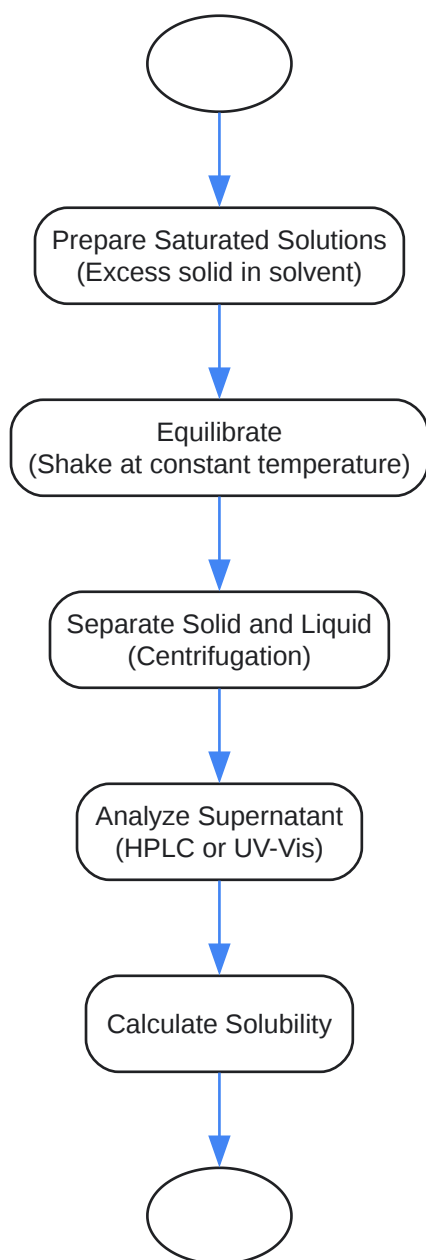 Prepare Saturated Solutions
(Excess solid in solvent)
Equilibrate
(Shake at constant temperature)
Separate Solid and Liquid
(Centrifugation)
Analyze Supernatant
(HPLC or UV-Vis)
Calculate Solubility